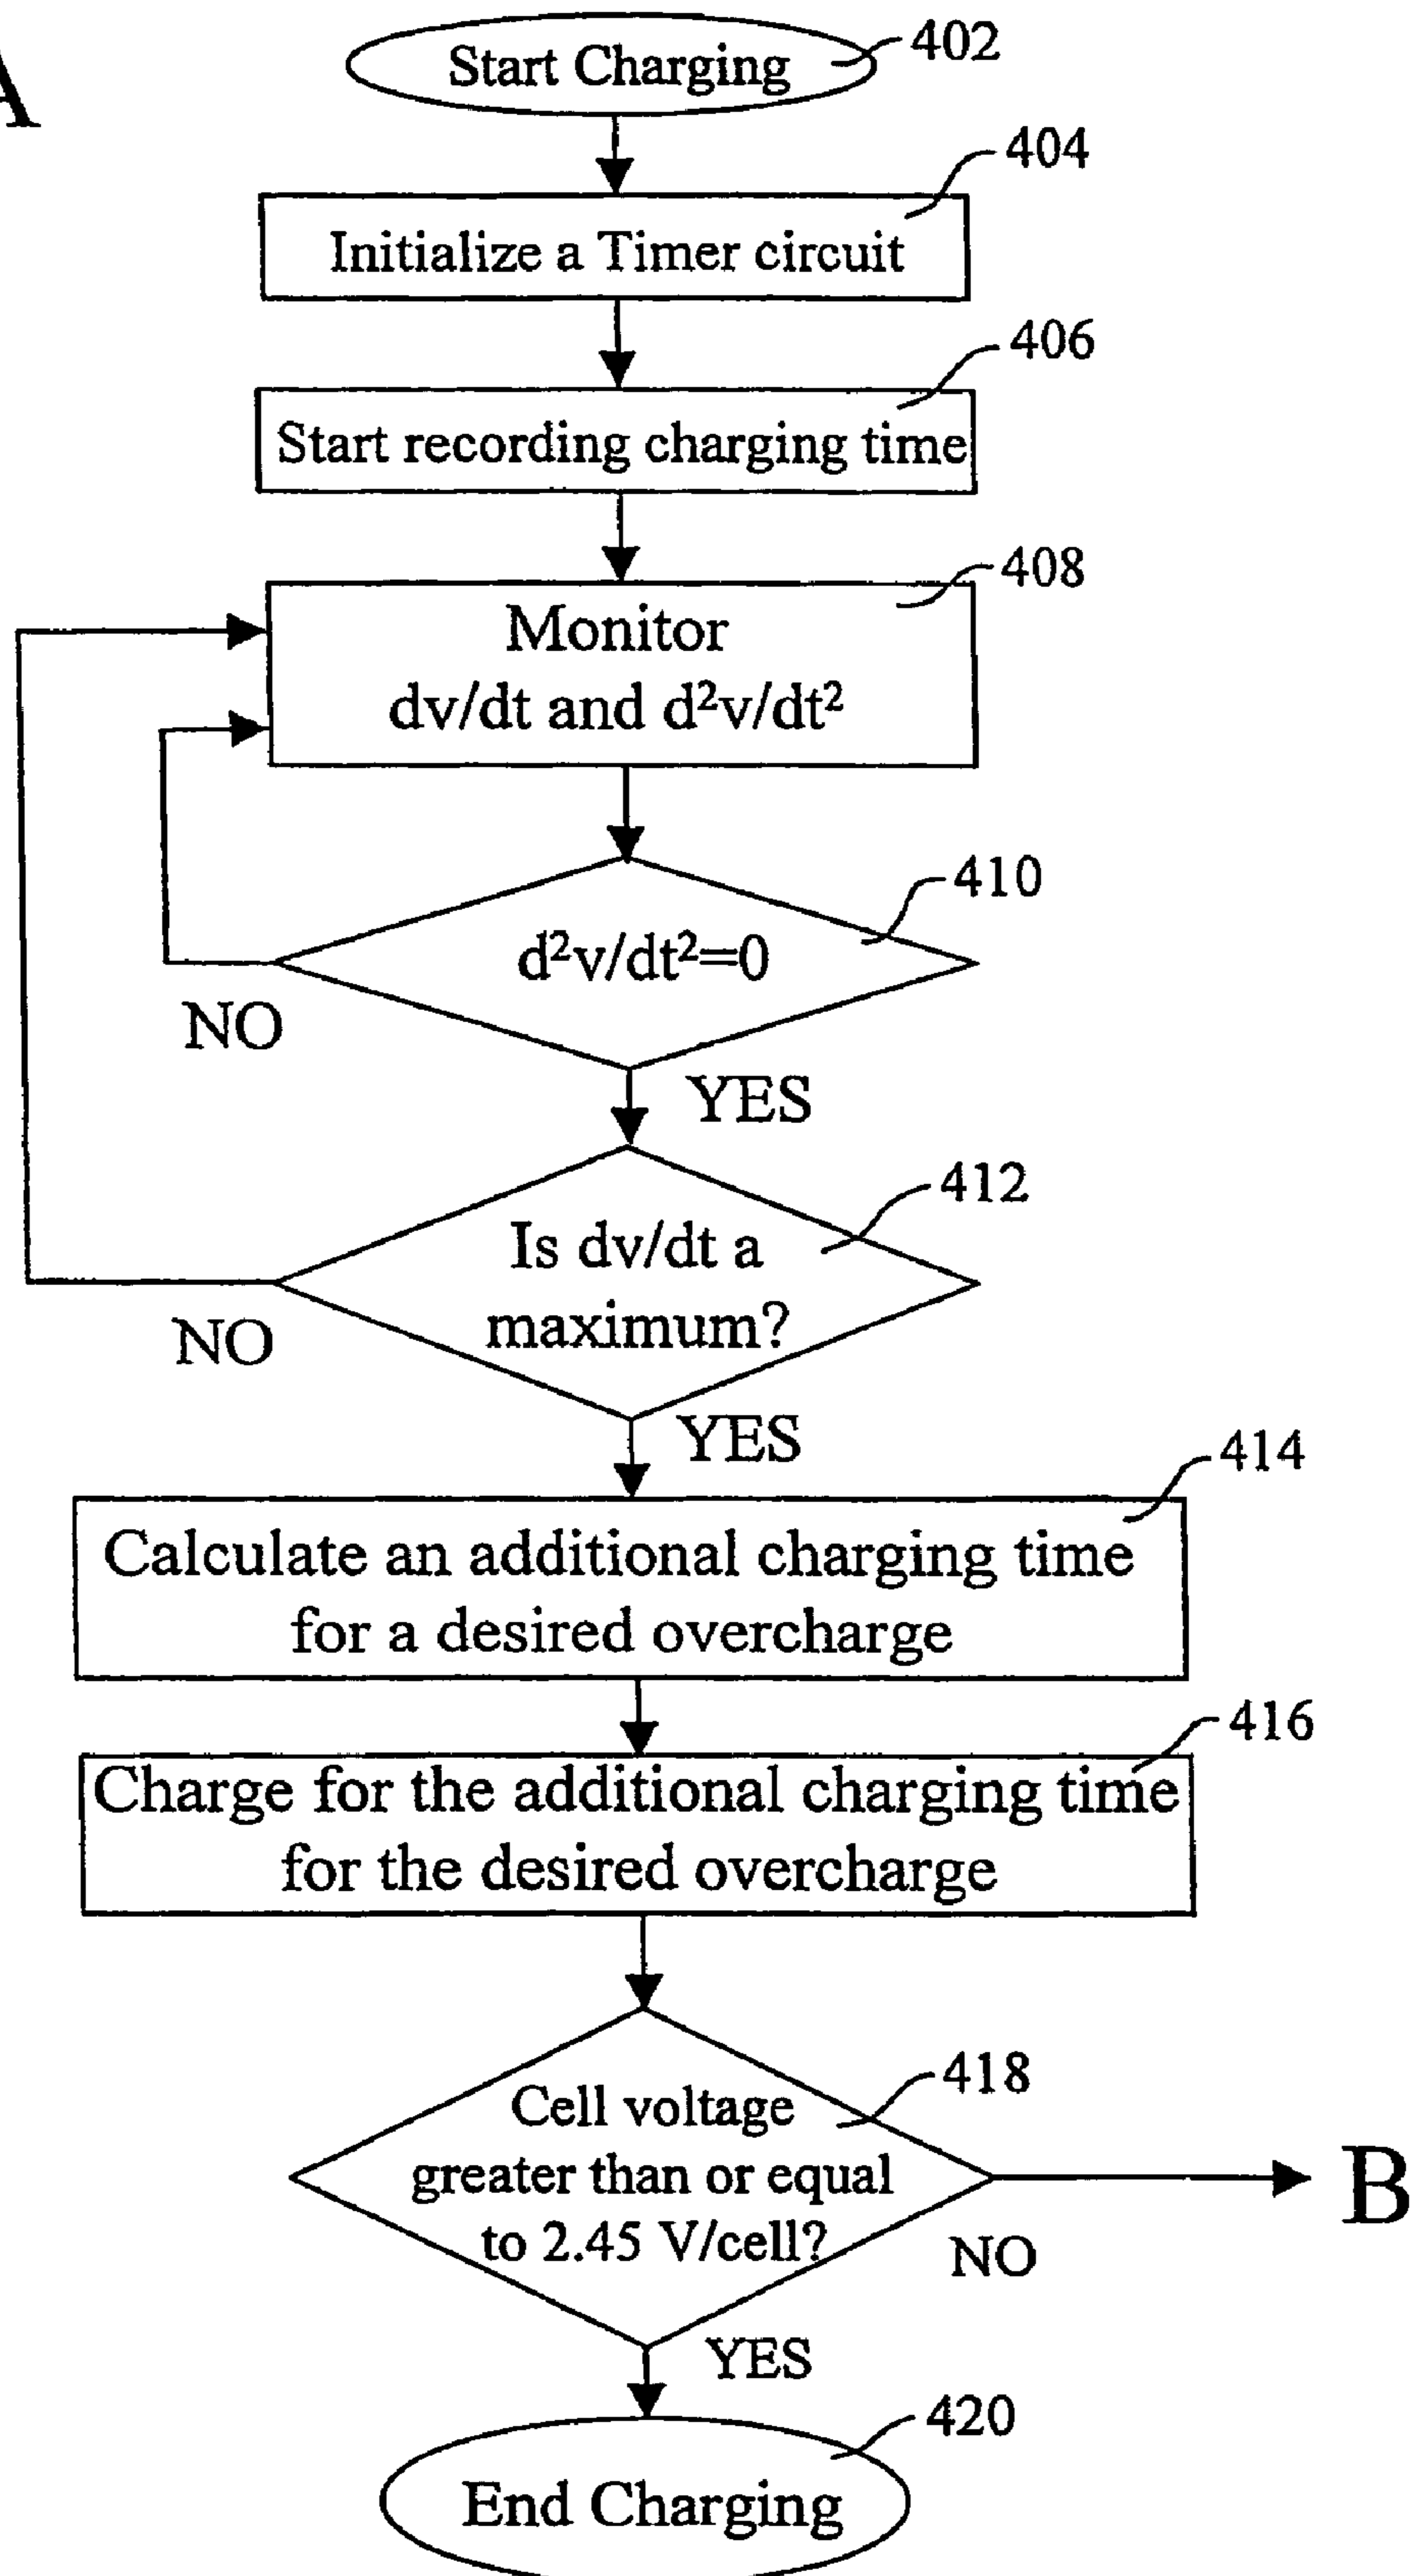 A
Start Charging
402
404
Initialize a Timer circuit
406
Start recording charging time
408
Monitor
dv/dt and d²v/dt²
410
d²v/dt²=0
NO
YES
412
Is dv/dt a
maximum?
NO
YES
414
Calculate an additional charging time
for a desired overcharge
416
Charge for the additional charging time
for the desired overcharge
418
Cell voltage
greater than or equal
to 2.45 V/cell?
B
NO
YES
420
End Charging